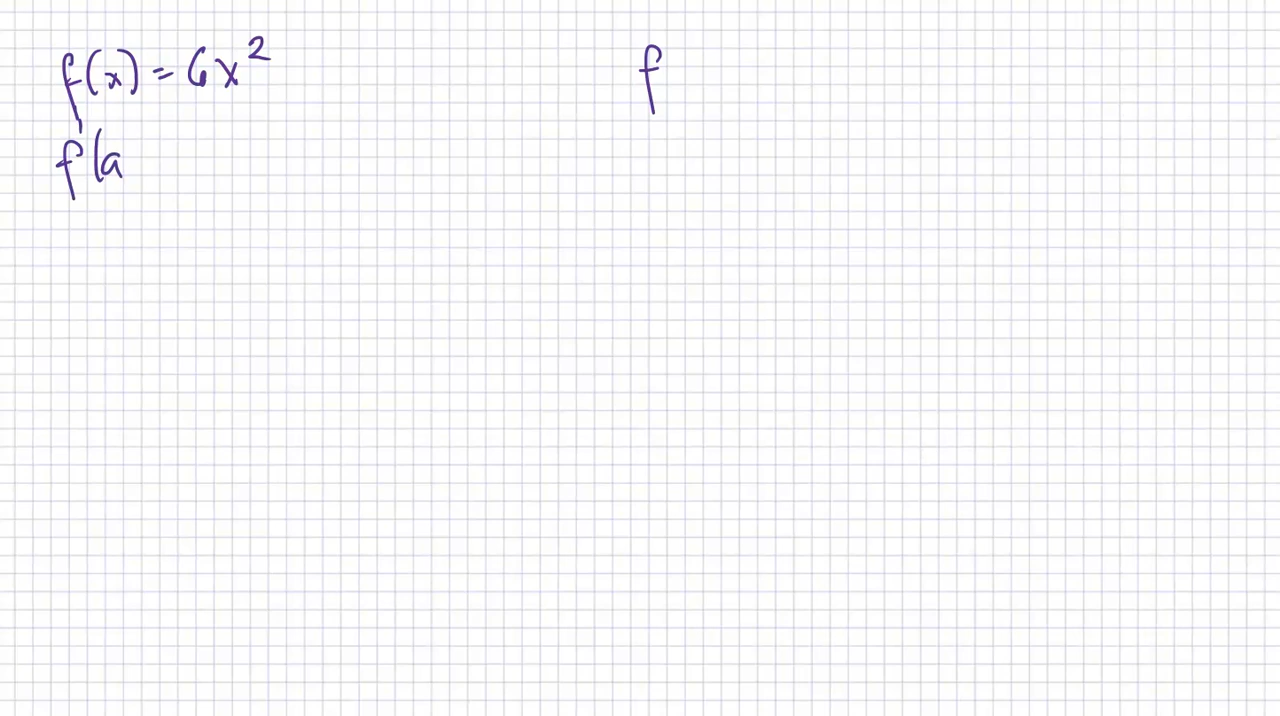 f(x) = 6x² f
f'(a